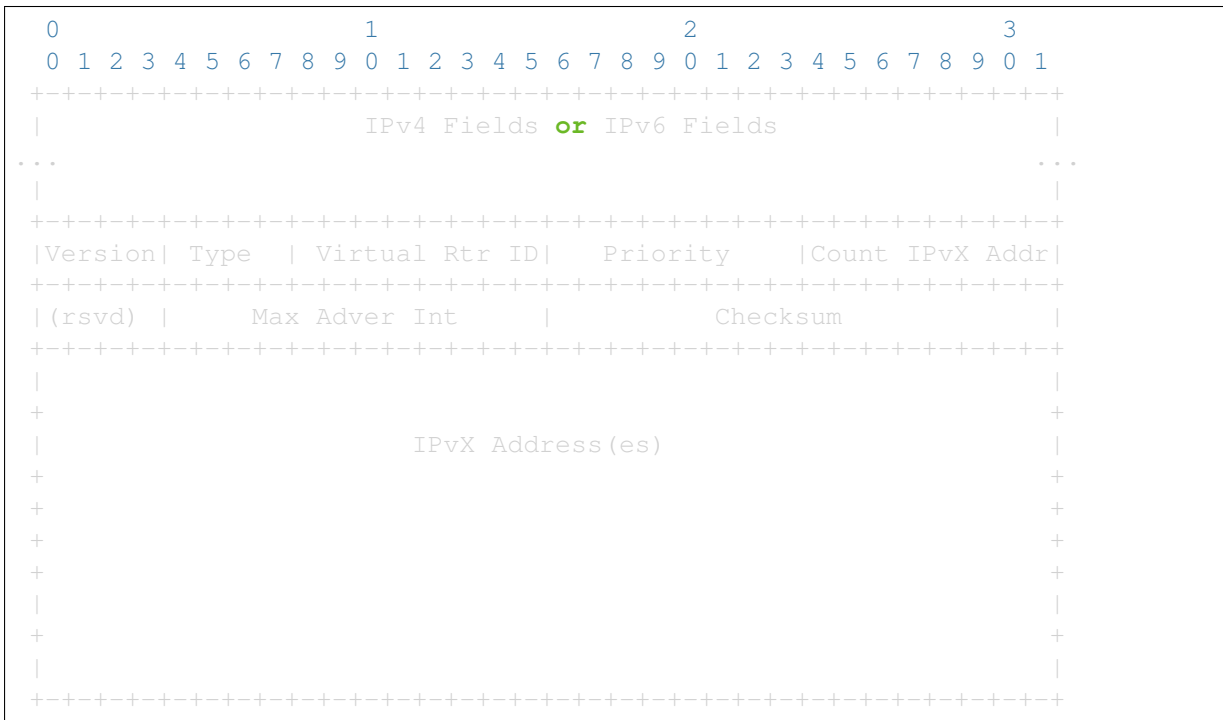 0                   1                   2                   3
 0 1 2 3 4 5 6 7 8 9 0 1 2 3 4 5 6 7 8 9 0 1 2 3 4 5 6 7 8 9 0 1
+-+-+-+-+-+-+-+-+-+-+-+-+-+-+-+-+-+-+-+-+-+-+-+-+-+-+-+-+-+-+-+-+
|                    IPv4 Fields or IPv6 Fields                 |
...                                                             ...
|                                                               |
+-+-+-+-+-+-+-+-+-+-+-+-+-+-+-+-+-+-+-+-+-+-+-+-+-+-+-+-+-+-+-+-+
|Version| Type  | Virtual Rtr ID|   Priority    |Count IPvX Addr|
+-+-+-+-+-+-+-+-+-+-+-+-+-+-+-+-+-+-+-+-+-+-+-+-+-+-+-+-+-+-+-+-+
|(rsvd) |     Max Adver Int     |          Checksum             |
+-+-+-+-+-+-+-+-+-+-+-+-+-+-+-+-+-+-+-+-+-+-+-+-+-+-+-+-+-+-+-+-+
|                                                               |
+                                                               +
|                       IPvX Address(es)                        |
+                                                               +
+                                                               +
+                                                               +
+                                                               +
|                                                               |
+                                                               +
|                                                               |
+-+-+-+-+-+-+-+-+-+-+-+-+-+-+-+-+-+-+-+-+-+-+-+-+-+-+-+-+-+-+-+-+